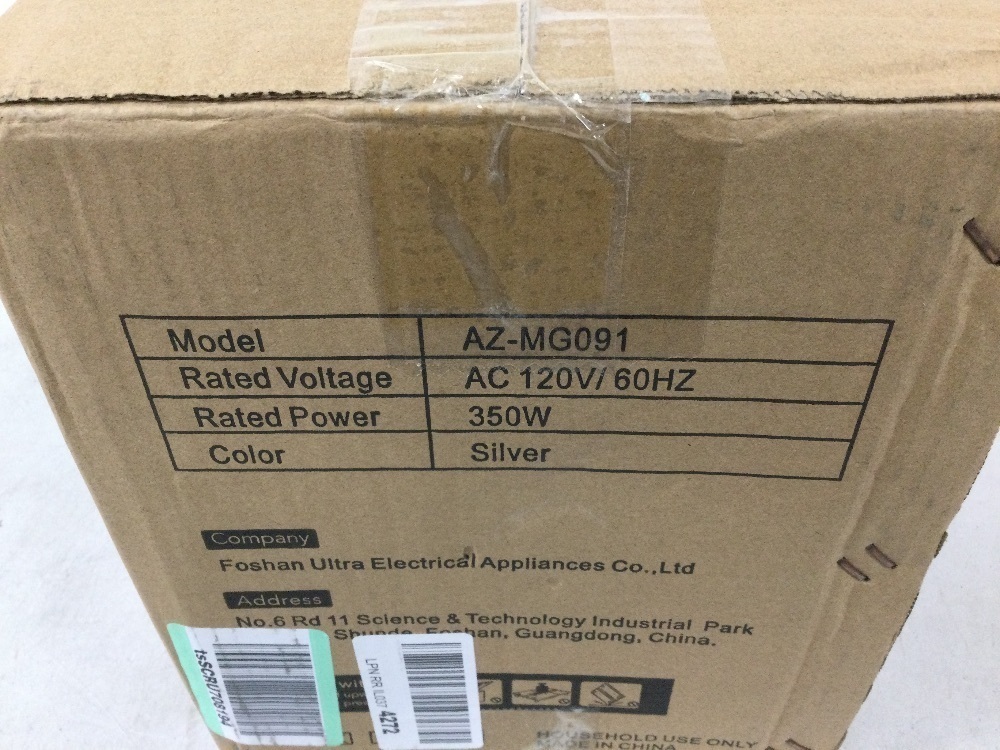 Model AZ-MG091
Rated Voltage AC 120V/ 60HZ
Rated Power 350W
Color Silver
Company
Foshan Ultra Electrical Appliances Co.,Ltd
Address
No.6 Rd 11 Science & Technology Industrial Park
Shunde, Foshan, Guangdong, China.
LPN RR IL037 4272
HOUSEHOLD USE ONLY
MADE IN CHINA